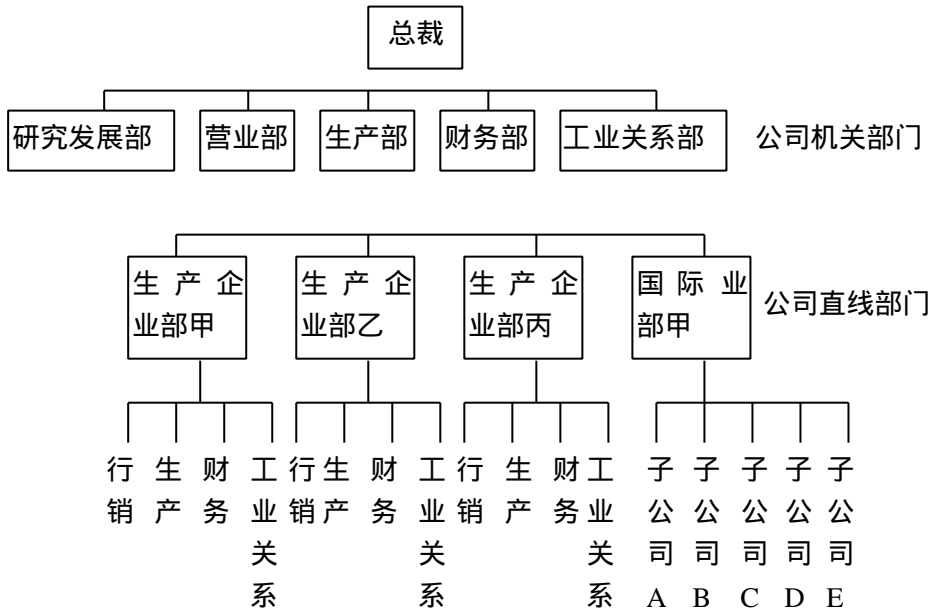 总裁
研究发展部 营业部 生产部 财务部 工业关系部 公司机关部门
生产企业部甲 生产企业部乙 生产企业部丙 国际业部甲 公司直线部门
行销 生产 财务 工业关系 行销 生产 财务 工业关系 行销 生产 财务 工业关系 子公司A 子公司B 子公司C 子公司D 子公司E